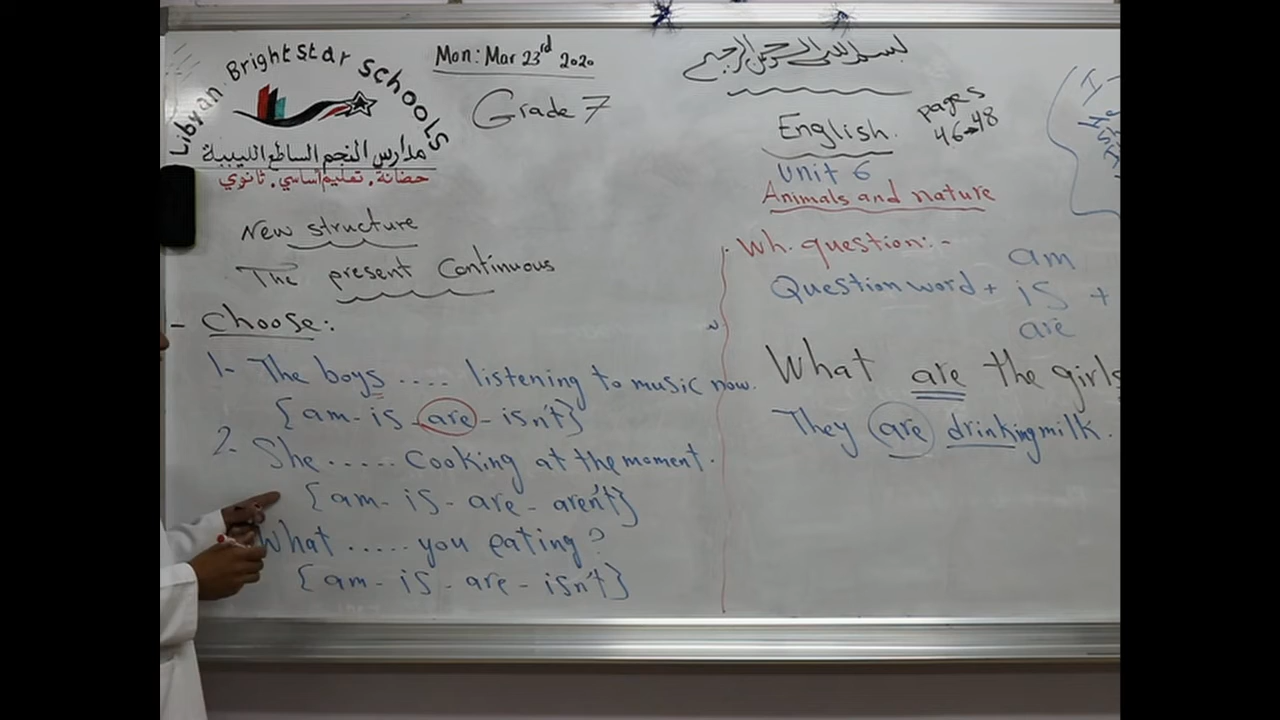 Libyan Bright Star Schools
مدارس النجم الساطع الليبية
حضانة . تعليم أساسي . ثانوي
Mon: Mar 23rd 2020
Grade 7
بسم الله الرحمن الرحيم
English.
pages
46→48
Unit 6
Animals and nature
New structure
The present Continuous
- Choose:
1- The boys .... listening to music now.
{am - is - are - isn't}
2. She ..... cooking at the moment.
{am - is - are - aren't}
What ..... you eating?
{am - is - are - isn't}
Wh. question:-
am
Question word + is +
are
What are the girls
They are drinking milk.